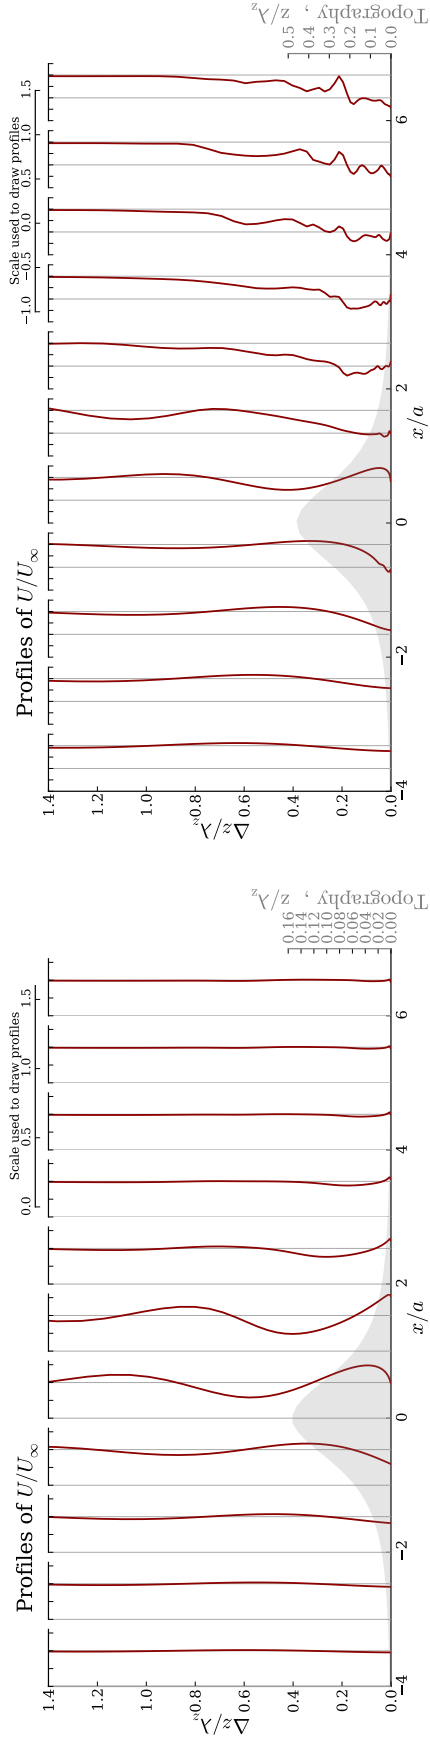 Profiles of U/U∞
Scale used to draw profiles
0.0 0.5 1.0 1.5
1.4
1.2
1.0
0.8
0.6
0.4
0.2
0.0
Δz/λz
−4 −2 0 2 4 6
x/a
0.16
0.14
0.12
0.10
0.08
0.06
0.04
0.02
0.00
Topography , z/λz
Profiles of U/U∞
Scale used to draw profiles
−1.0 −0.5 0.0 0.5 1.0 1.5
1.4
1.2
1.0
0.8
0.6
0.4
0.2
0.0
Δz/λz
−4 −2 0 2 4 6
x/a
0.5
0.4
0.3
0.2
0.1
0.0
Topography , z/λz